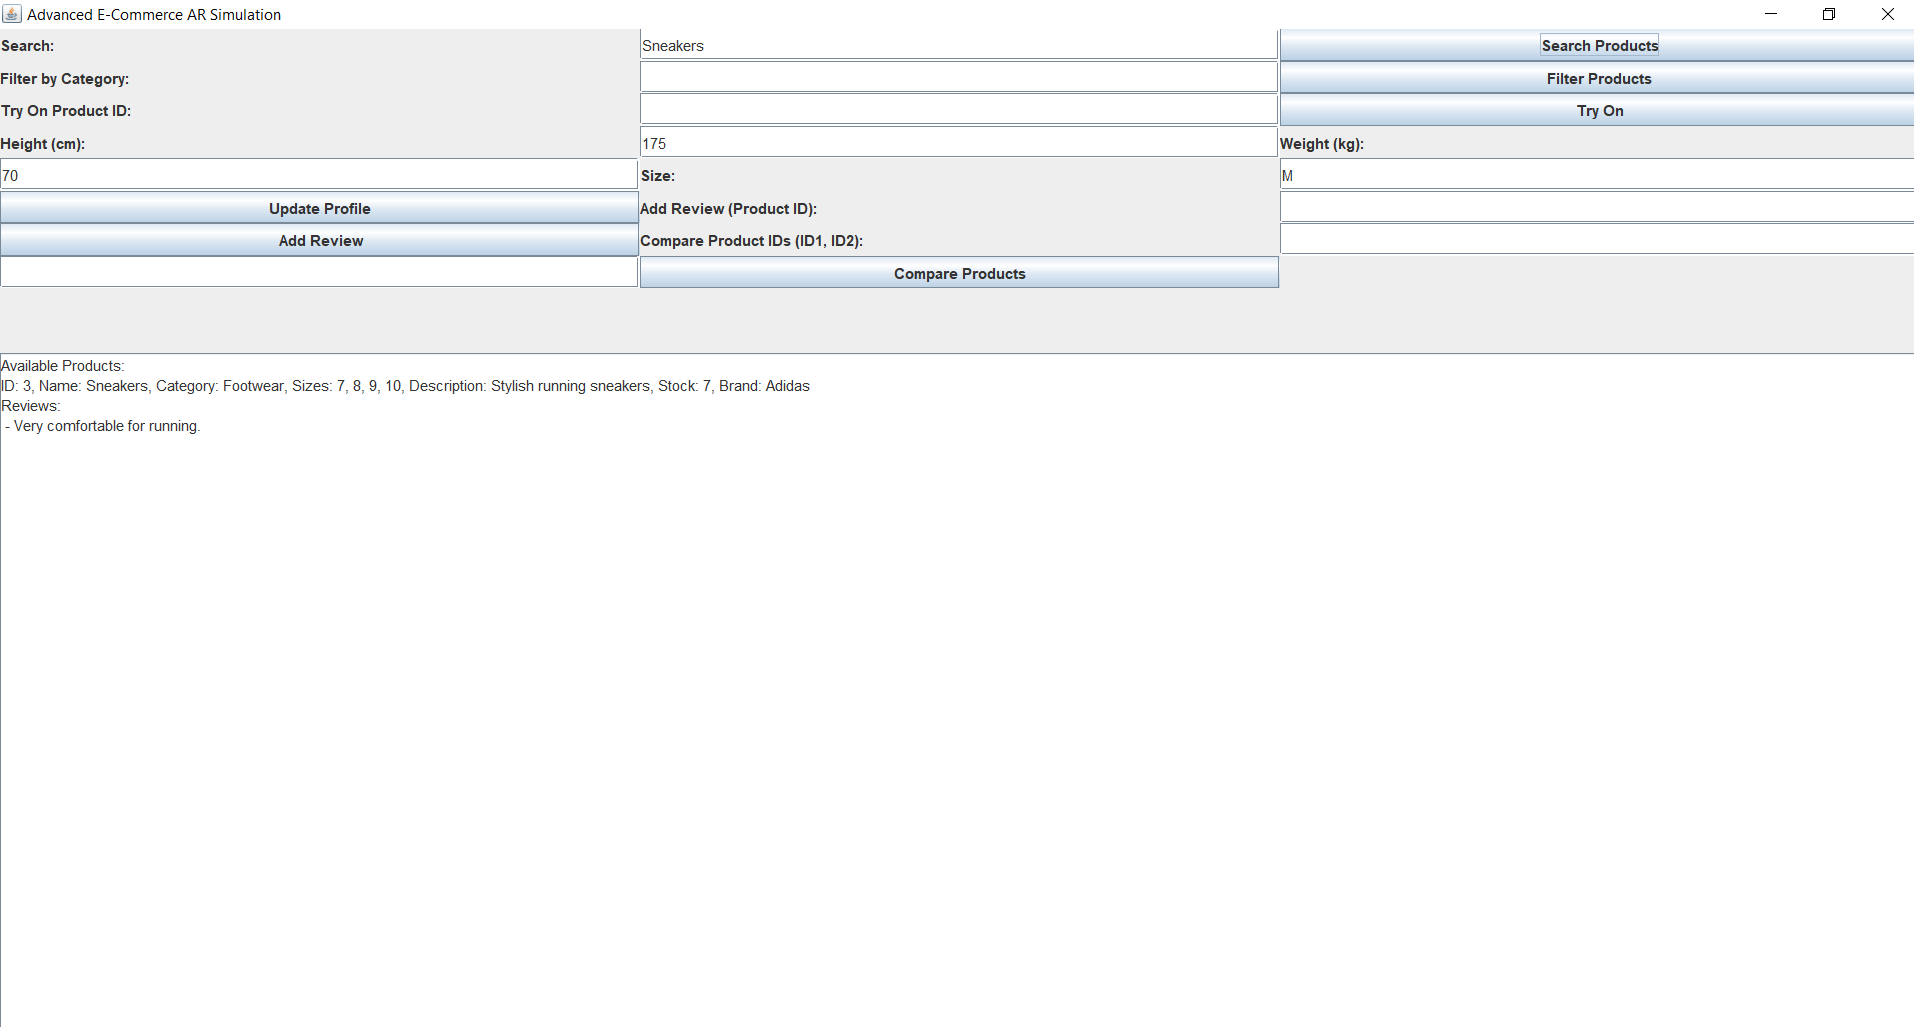 Advanced E-Commerce AR Simulation
Search: Sneakers Search Products
Filter by Category: Filter Products
Try On Product ID: Try On
Height (cm): 175 Weight (kg):
70 Size: M
Update Profile Add Review (Product ID):
Add Review Compare Product IDs (ID1, ID2):
Compare Products
Available Products:
ID: 3, Name: Sneakers, Category: Footwear, Sizes: 7, 8, 9, 10, Description: Stylish running sneakers, Stock: 7, Brand: Adidas
Reviews:
- Very comfortable for running.